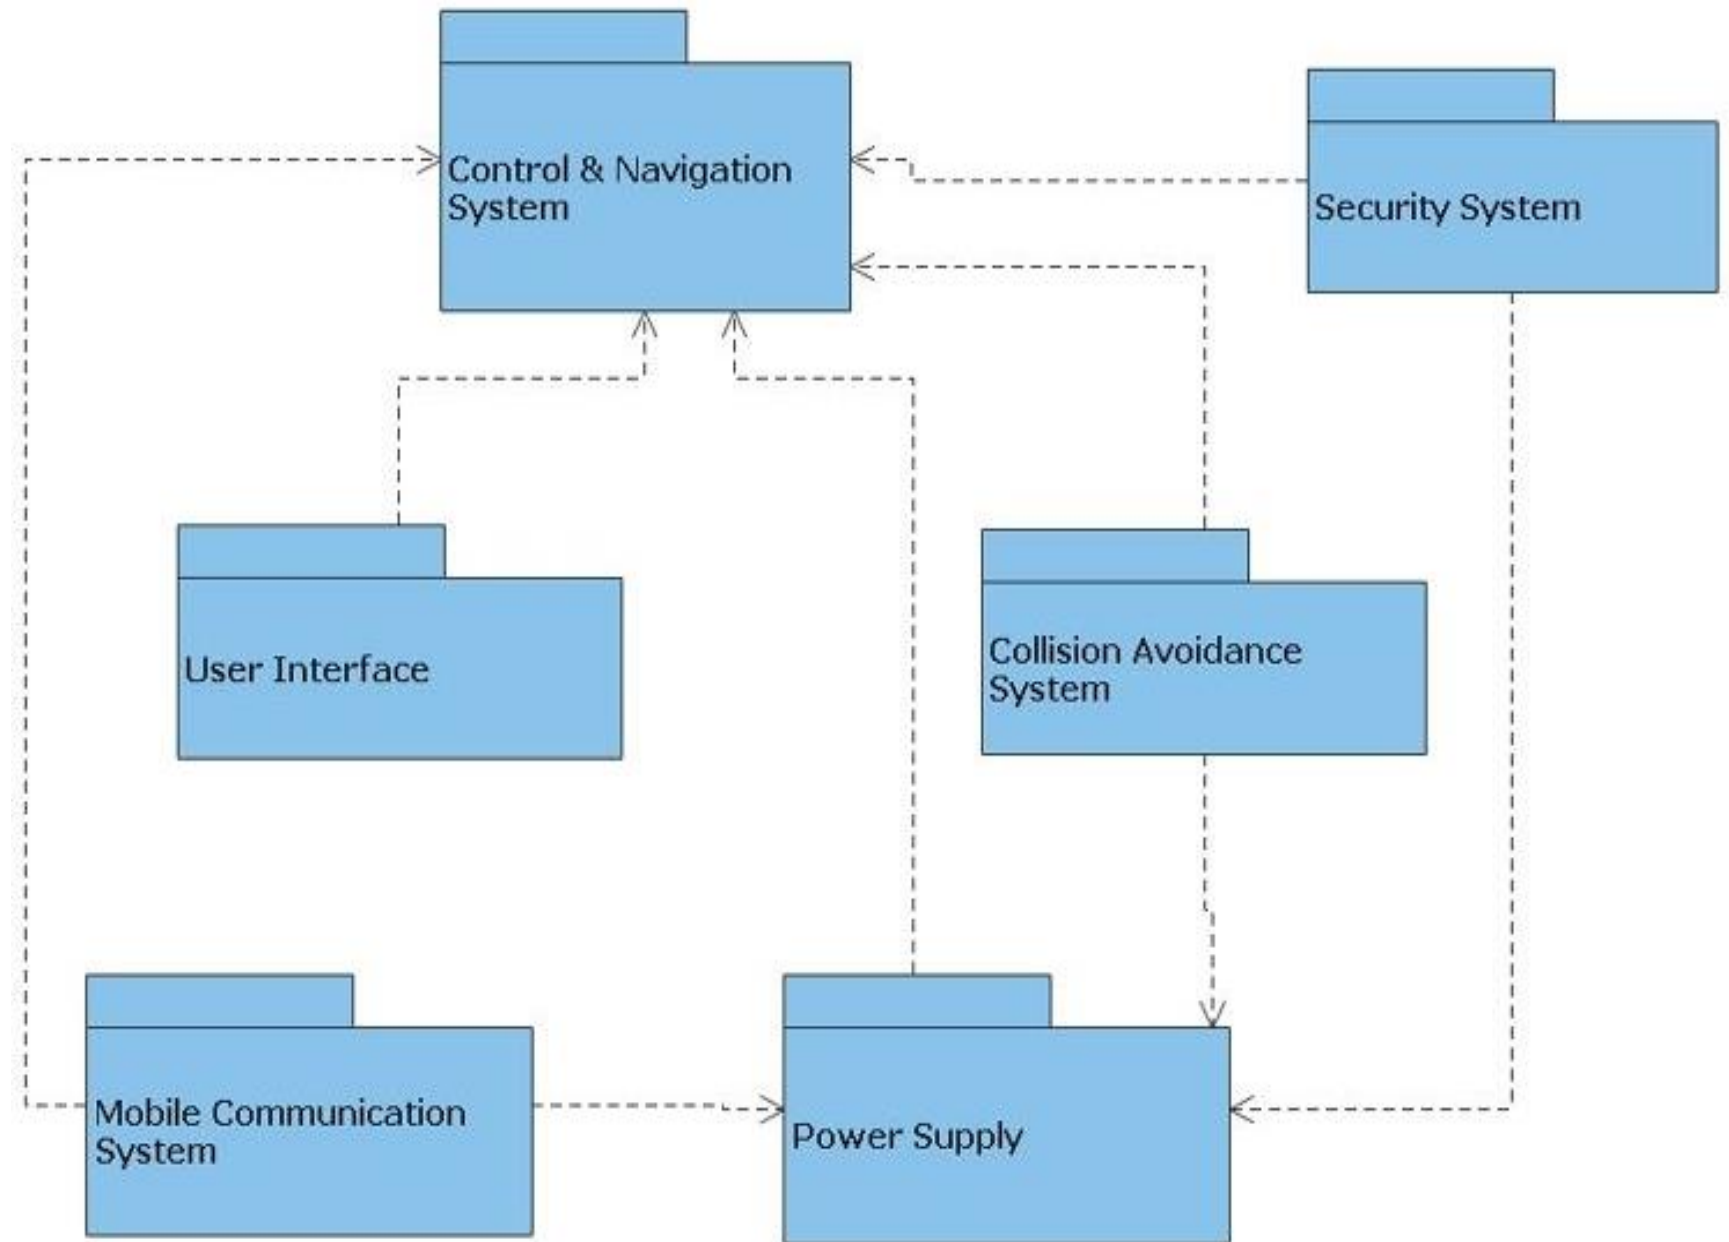 Control & Navigation
System
Security System
User Interface
Collision Avoidance
System
Mobile Communication
System
Power Supply